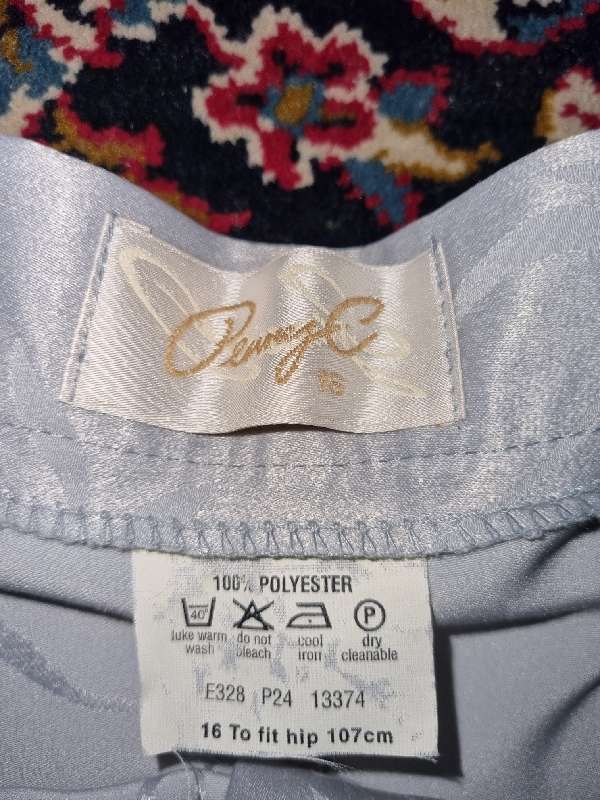 Penny C
16
100% POLYESTER
40°
P
luke warm
wash
do not
bleach
cool
iron
dry
cleanable
E328 P24 13374
16 To fit hip 107cm